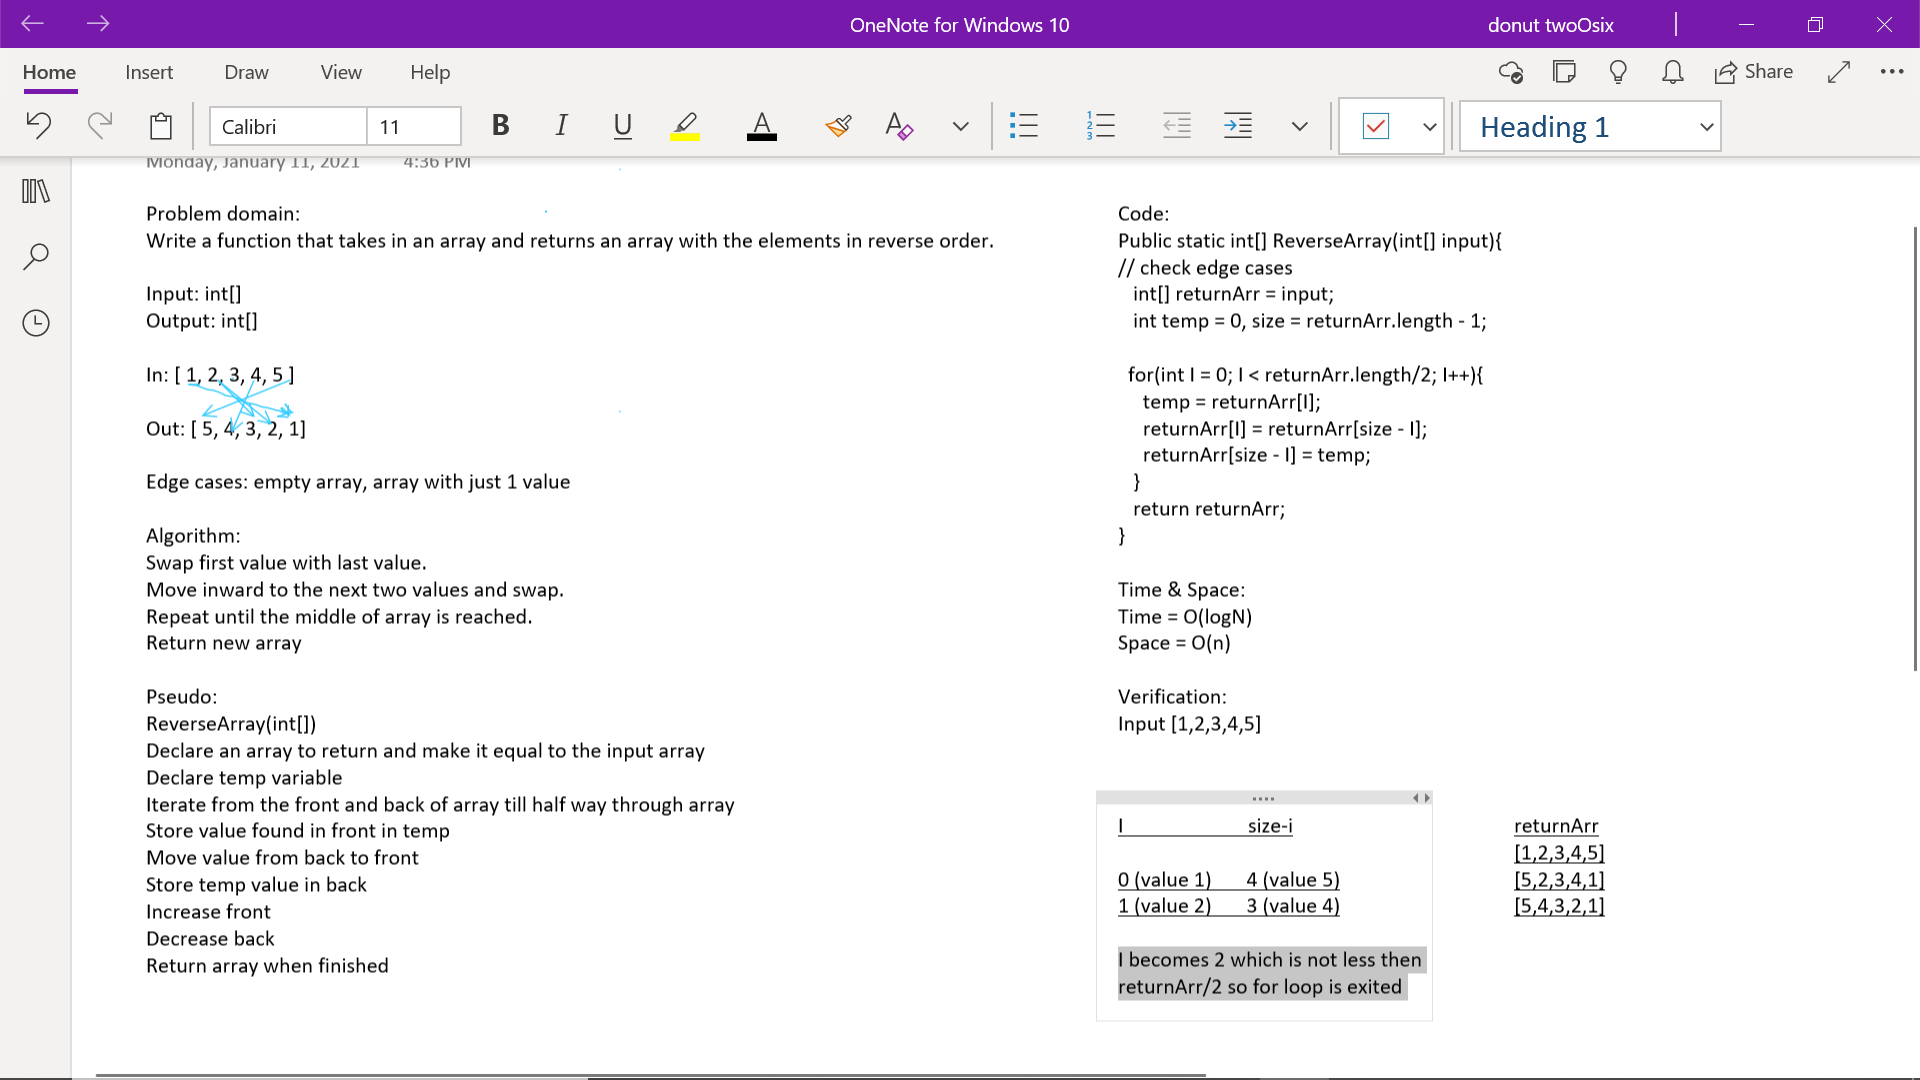 OneNote for Windows 10
donut twoOsix
Home Insert Draw View Help
Share
Calibri 11 B I U A A
Heading 1
Monday, January 11, 2021 4:36 PM
Problem domain:
Write a function that takes in an array and returns an array with the elements in reverse order.
Input: int[]
Output: int[]
In: [ 1, 2, 3, 4, 5 ]
Out: [ 5, 4, 3, 2, 1]
Edge cases: empty array, array with just 1 value
Algorithm:
Swap first value with last value.
Move inward to the next two values and swap.
Repeat until the middle of array is reached.
Return new array
Pseudo:
ReverseArray(int[])
Declare an array to return and make it equal to the input array
Declare temp variable
Iterate from the front and back of array till half way through array
Store value found in front in temp
Move value from back to front
Store temp value in back
Increase front
Decrease back
Return array when finished
Code:
Public static int[] ReverseArray(int[] input){
// check edge cases
int[] returnArr = input;
int temp = 0, size = returnArr.length - 1;
for(int I = 0; I < returnArr.length/2; I++){
temp = returnArr[I];
returnArr[I] = returnArr[size - I];
returnArr[size - I] = temp;
}
return returnArr;
}
Time & Space:
Time = O(logN)
Space = O(n)
Verification:
Input [1,2,3,4,5]
I size-i
0 (value 1) 4 (value 5)
1 (value 2) 3 (value 4)
I becomes 2 which is not less then
returnArr/2 so for loop is exited
returnArr
[1,2,3,4,5]
[5,2,3,4,1]
[5,4,3,2,1]